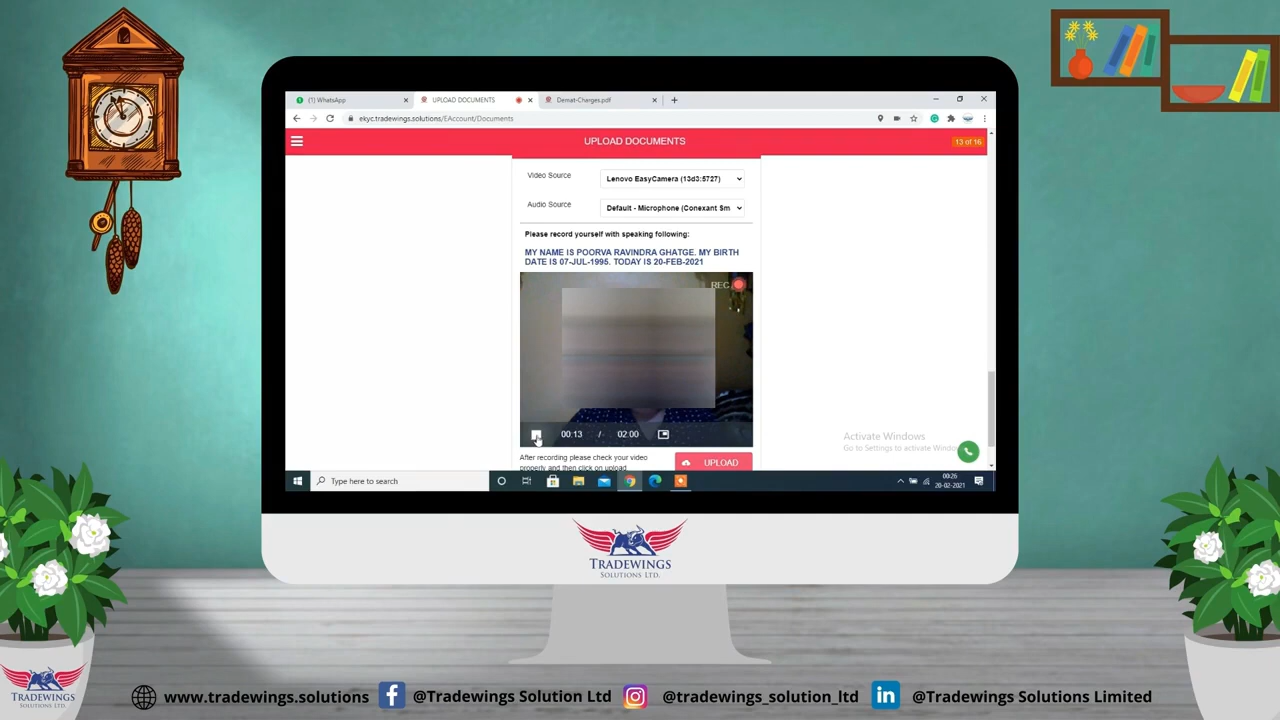 (1) WhatsApp
UPLOAD DOCUMENTS
Demat-Charges.pdf
ekyc.tradewings.solutions/EAccount/Documents
UPLOAD DOCUMENTS
13 of 16
Video Source
Lenovo EasyCamera (13d3:5727)
Audio Source
Default - Microphone (Conexant Sm
Please record yourself with speaking following:
MY NAME IS POORVA RAVINDRA GHATGE. MY BIRTH
DATE IS 07-JUL-1995. TODAY IS 20-FEB-2021
REC
00:13 / 02:00
Activate Windows
Go to Settings to activate Windo
After recording please check your video
properly and then click on upload
UPLOAD
Type here to search
00:26
20-02-2021
TRADEWINGS
SOLUTIONS LTD.
TRADEWINGS
SOLUTIONS LTD.
www.tradewings.solutions
@Tradewings Solution Ltd
@tradewings_solution_ltd
@Tradewings Solutions Limited